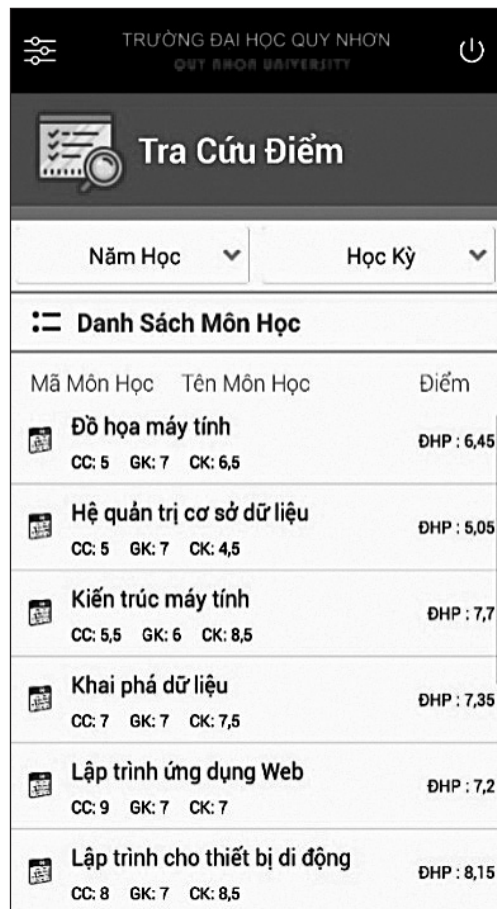 TRƯỜNG ĐẠI HỌC QUY NHƠN
QUY NHON UNIVERSITY
Tra Cứu Điểm
Năm Học Học Kỳ
Danh Sách Môn Học
Mã Môn Học Tên Môn Học Điểm
Đồ họa máy tính
ĐHP : 6,45
CC: 5 GK: 7 CK: 6,5
Hệ quản trị cơ sở dữ liệu
ĐHP : 5,05
CC: 5 GK: 7 CK: 4,5
Kiến trúc máy tính
ĐHP : 7,7
CC: 5,5 GK: 6 CK: 8,5
Khai phá dữ liệu
ĐHP : 7,35
CC: 7 GK: 7 CK: 7,5
Lập trình ứng dụng Web
ĐHP : 7,2
CC: 9 GK: 7 CK: 7
Lập trình cho thiết bị di động
ĐHP : 8,15
CC: 8 GK: 7 CK: 8,5